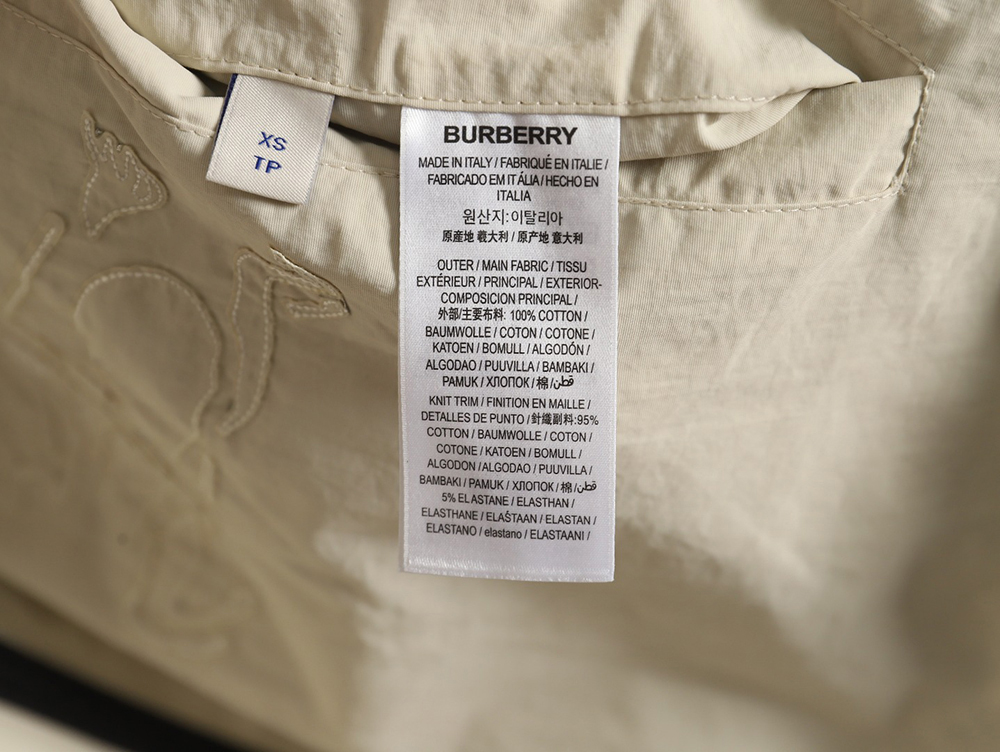 XS
TP
BURBERRY
MADE IN ITALY / FABRIQUÉ EN ITALIE /
FABRICADO EM IT ÁLIA / HECHO EN
ITALIA
원산지:이탈리아
原産地 羲大利 / 原产地 意大利
OUTER / MAIN FABRIC / TISSU
EXTÉRIEUR / PRINCIPAL / EXTERIOR-
COMPOSICION PRINCIPAL /
外部/主要布料: 100% COTTON /
BAUMWOLLE / COTON / COTONE /
KATOEN / BOMULL / ALGODÓN /
ALGODAO / PUUVILLA / BAMBAKI /
PAMUK / ХЛОПОК / 棉 /قطن
KNIT TRIM / FINITION EN MAILLE /
DETALLES DE PUNTO / 針織副料:95%
COTTON / BAUMWOLLE / COTON /
COTONE / KATOEN / BOMULL /
ALGODON /ALGODAO / PUUVILLA /
BAMBAKI / PAMUK / ХЛОПОК / 棉 /قطن
5% ELASTANE / ELASTHAN /
ELASTHANE / ELAŚTAAN / ELASTAN /
ELASTANO / elastano / ELASTAANI /